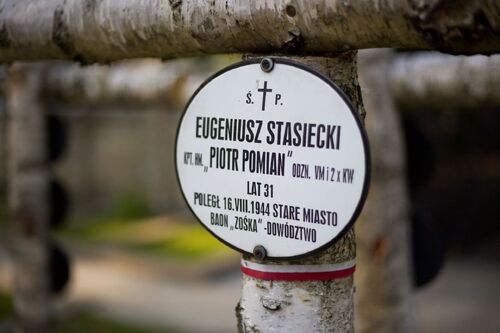 Ś. † P.
EUGENIUSZ STASIECKI
KPT. HM. „PIOTR POMIAN" ODZN. VM i 2 x KW
LAT 31
POLEGŁ 16.VIII.1944 STARE MIASTO
BAON „ZOŚKA" -DOWÓDZTWO